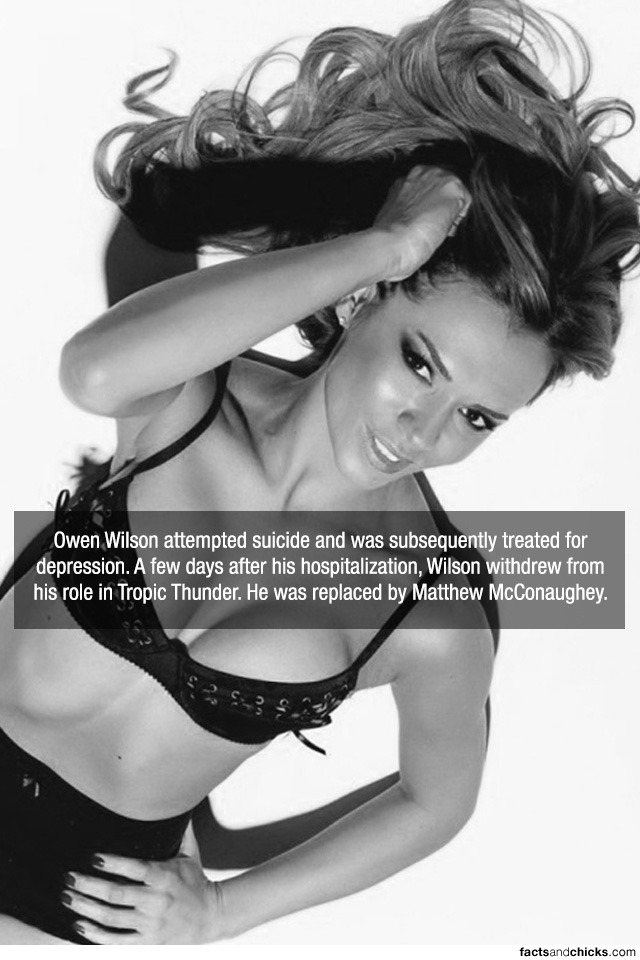 Owen Wilson attempted suicide and was subsequently treated for
depression. A few days after his hospitalization, Wilson withdrew from
his role in Tropic Thunder. He was replaced by Matthew McConaughey.
factsandchicks.com